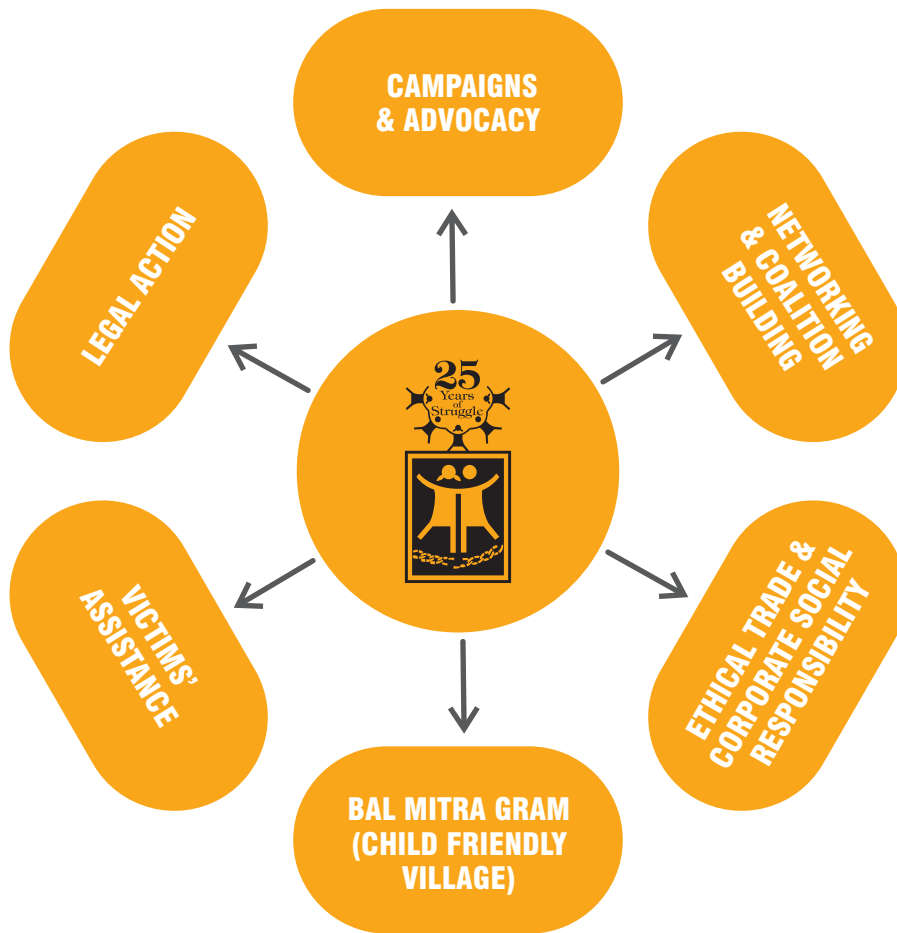 CAMPAIGNS
& ADVOCACY
NETWORKING
& COALITION
BUILDING
LEGAL ACTION
25
Years
of
Struggle
VICTIMS'
ASSISTANCE
ETHICAL TRADE &
CORPORATE SOCIAL
RESPONSIBILITY
BAL MITRA GRAM
(CHILD FRIENDLY
VILLAGE)